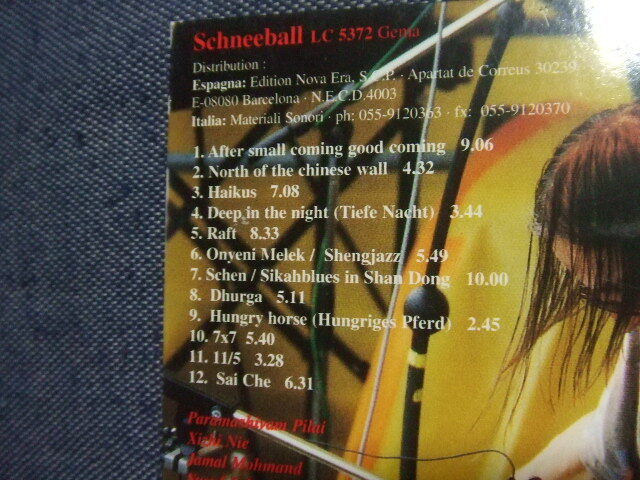 Schneeball LC 5372 Gema
Distribution :
Espagna: Edition Nova Era, S.C.P. · Apartat de Correus 30239,
E-08080 Barcelona · N.E.C.D.4003
Italia: Materiali Sonori · ph: 055-9120363 · fx: 055-9120370
1. After small coming good coming 9.06
2. North of the chinese wall 4.32
3. Haikus 7.08
4. Deep in the night (Tiefe Nacht) 3.44
5. Raft 8.33
6. Onyeni Melek / Shengjazz 5.49
7. Schen / Sikahblues in Shan Dong 10.00
8. Dhurga 5.11
9. Hungry horse (Hungriges Pferd) 2.45
10. 7x7 5.40
11. 11/5 3.28
12. Sai Che 6.31
Paramashivam Pilai
Xizhi Nie
Jamal Mohmand